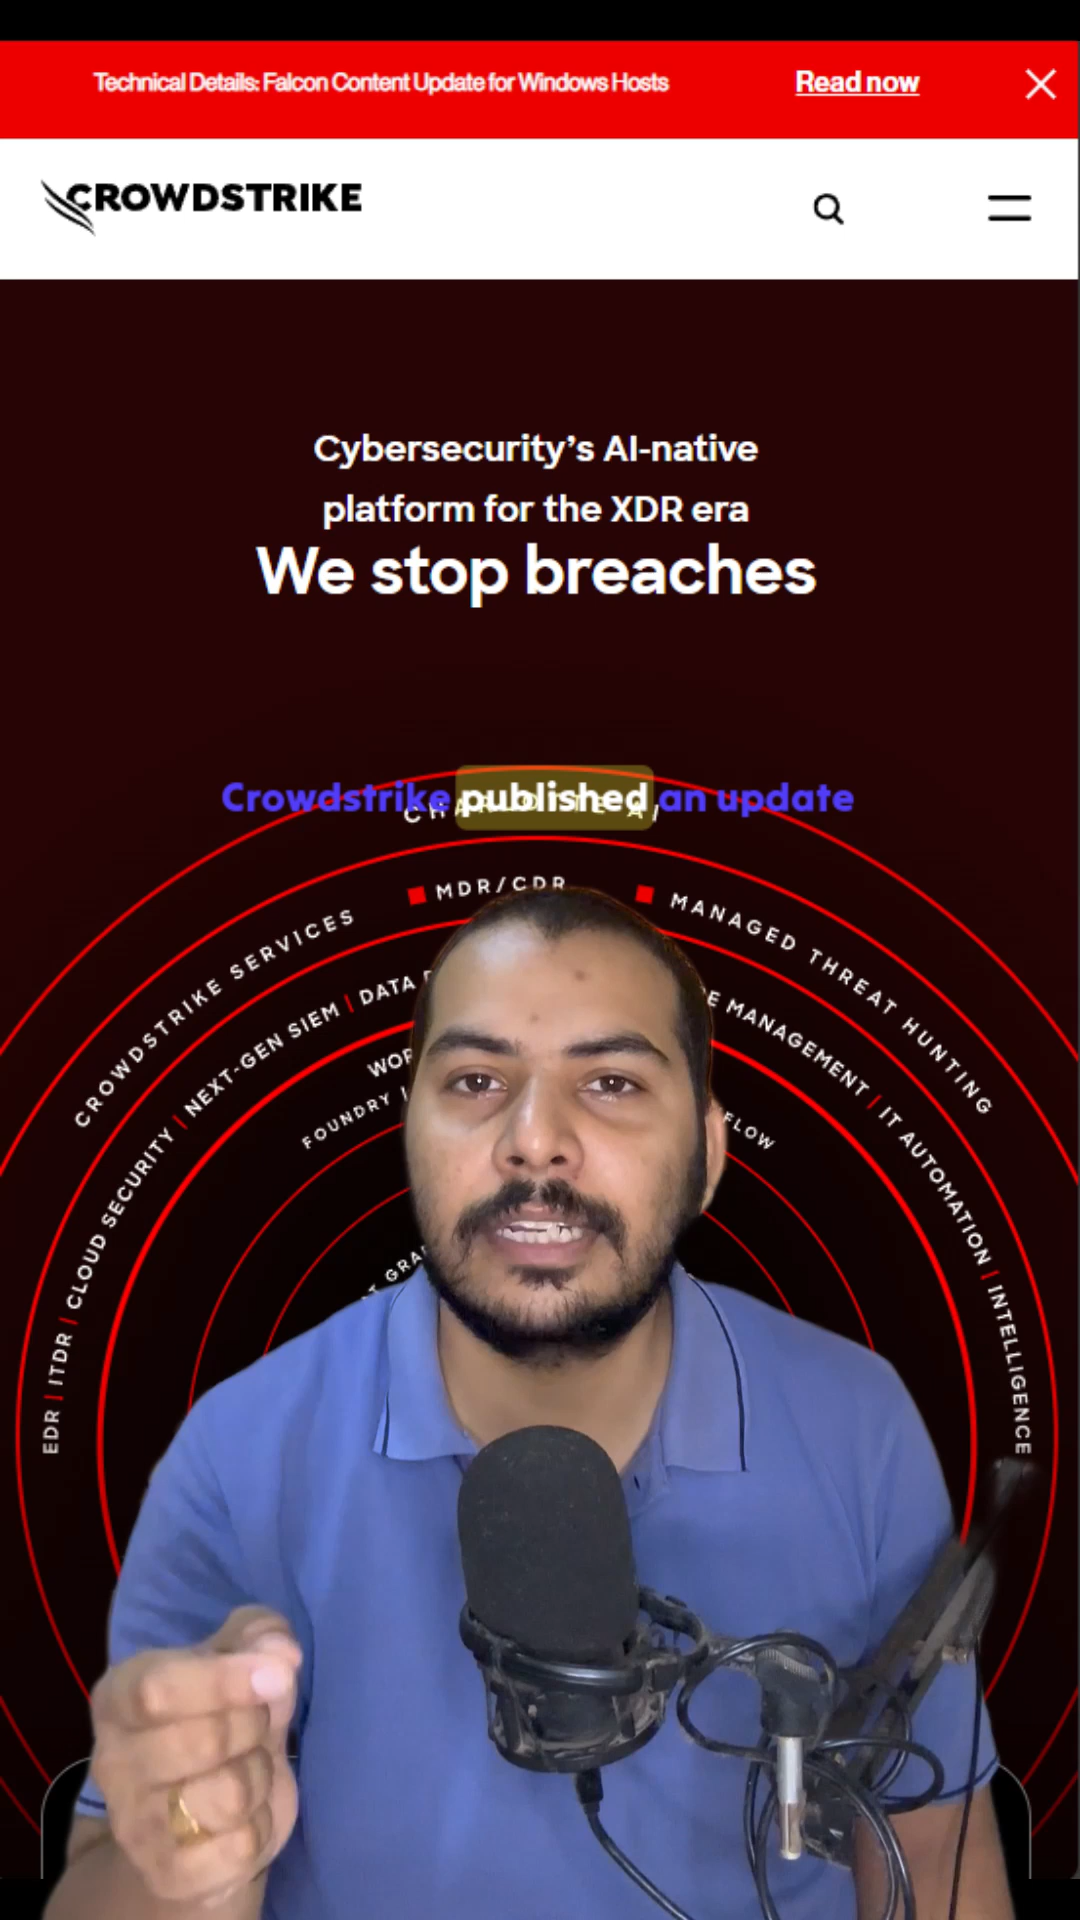 Technical Details: Falcon Content Update for Windows Hosts Read now
CROWDSTRIKE
Cybersecurity’s AI-native
platform for the XDR era
We stop breaches
Crowdstrike published an update
MDR/CDR
CROWDSTRIKE SERVICES
MANAGED THREAT HUNTING
EDR | ITDR | CLOUD SECURITY | NEXT-GEN SIEM | DATA
MANAGEMENT | IT AUTOMATION | INTELLIGENCE
FOUNDRY
FLOW